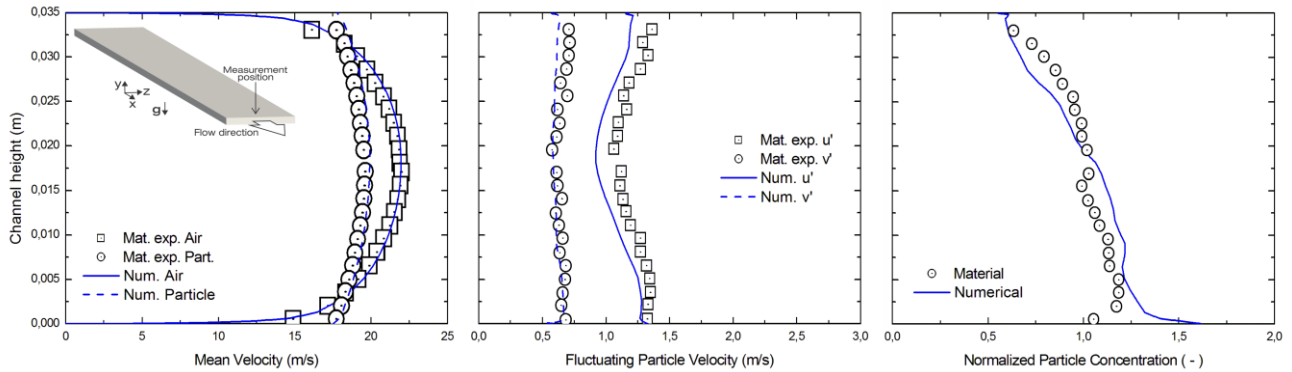 0,035
0,030
0,025
0,020
0,015
0,010
0,005
0,000
Channel height (m)
Measurement
position
y
z
x
g
Flow direction
Mat. exp. Air
Mat. exp. Part.
Num. Air
Num. Particle
0 5 10 15 20 25
Mean Velocity (m/s)
Mat. exp. u'
Mat. exp. v'
Num. u'
Num. v'
0,0 0,5 1,0 1,5 2,0 2,5 3,0
Fluctuating Particle Velocity (m/s)
Material
Numerical
0,0 0,5 1,0 1,5 2,0
Normalized Particle Concentration ( - )